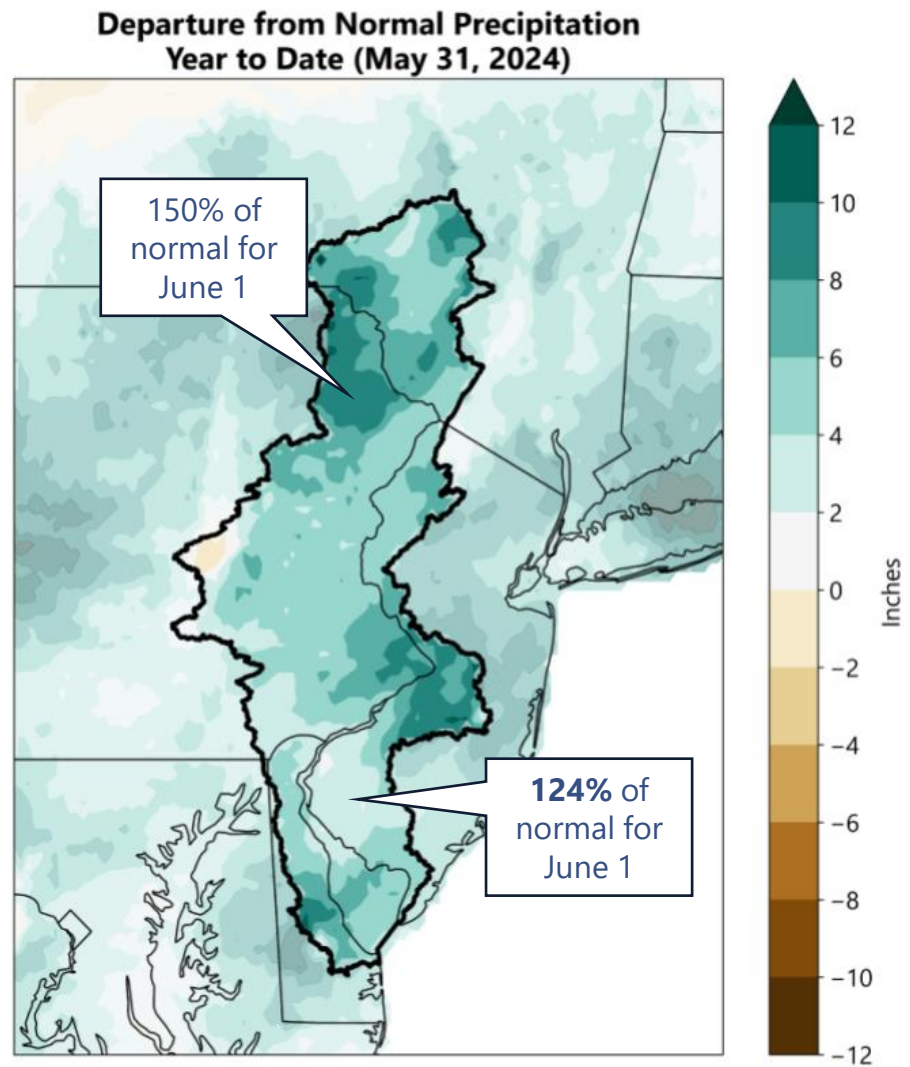 Departure from Normal Precipitation
Year to Date (May 31, 2024)
150% of
normal for
June 1
124% of
normal for
June 1
12
10
8
6
4
2
0
−2
−4
−6
−8
−10
−12
Inches